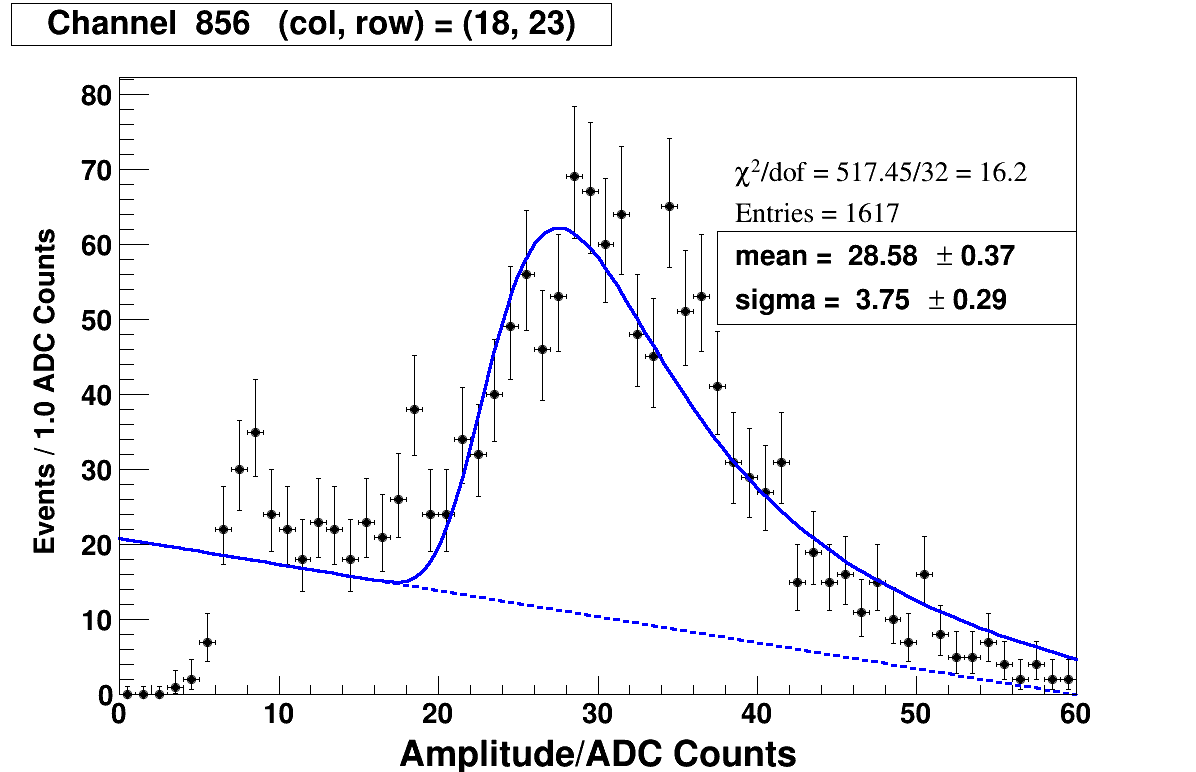 Channel 856 (col, row) = (18, 23)
χ²/dof = 517.45/32 = 16.2
Entries = 1617
mean = 28.58 ± 0.37
sigma = 3.75 ± 0.29
Events / 1.0 ADC Counts
80
70
60
50
40
30
20
10
0
0 10 20 30 40 50 60
Amplitude/ADC Counts